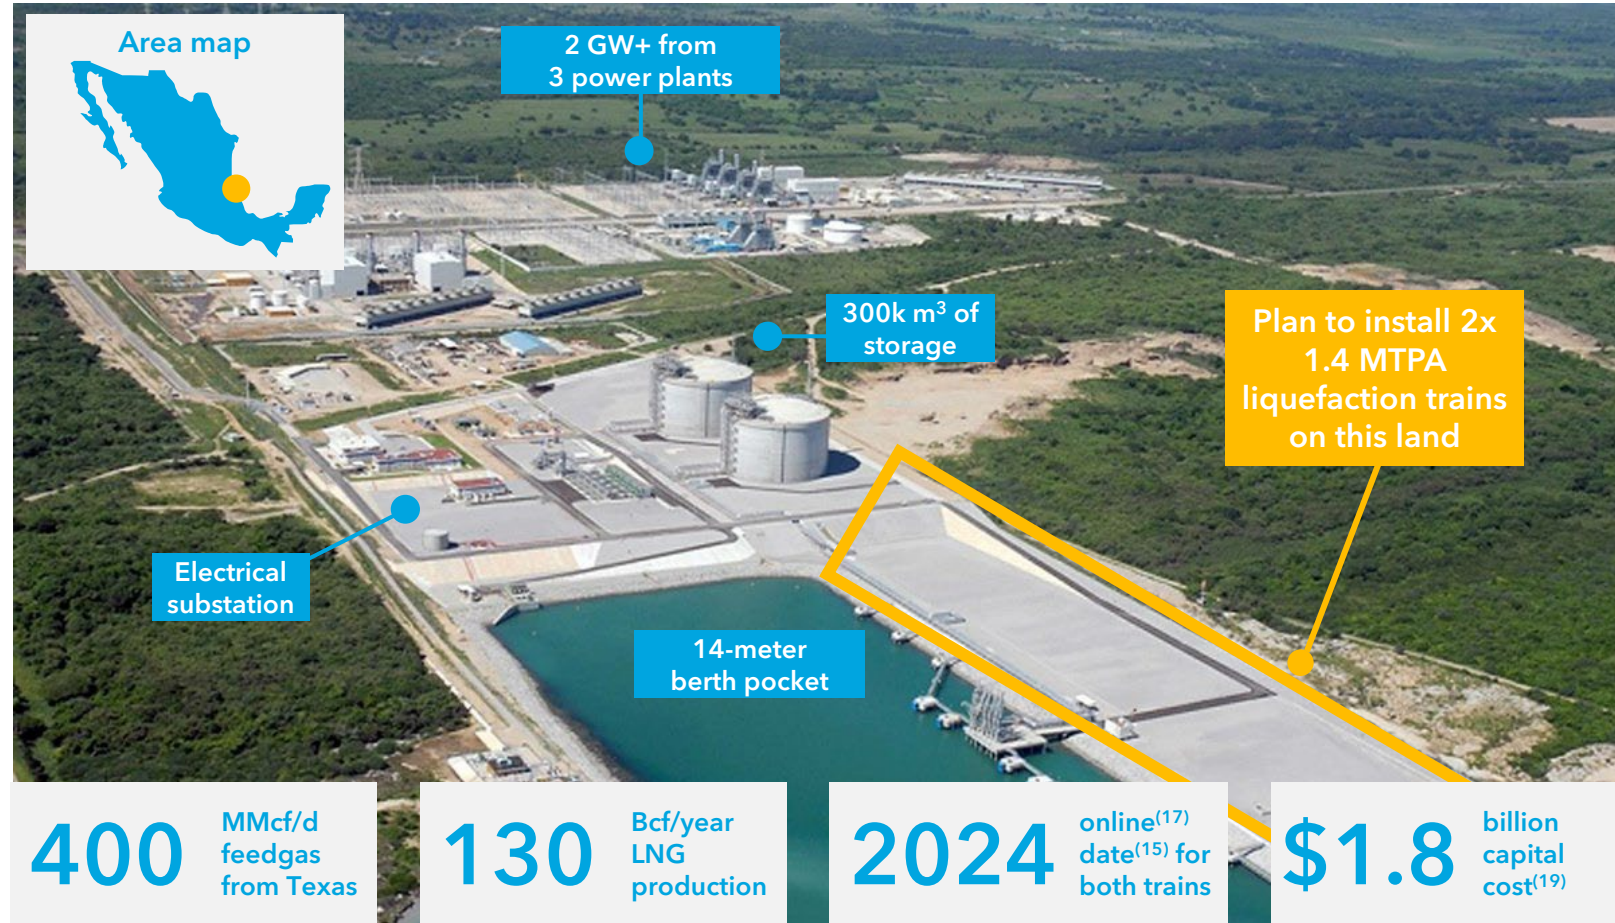 Area map
2 GW+ from
3 power plants
300k m³ of
storage
Plan to install 2x
1.4 MTPA
liquefaction trains
on this land
Electrical
substation
14-meter
berth pocket
400
MMcf/d
feedgas
from Texas
130
Bcf/year
LNG
production
2024
online(17)
date(15) for
both trains
$1.8
billion
capital
cost(19)